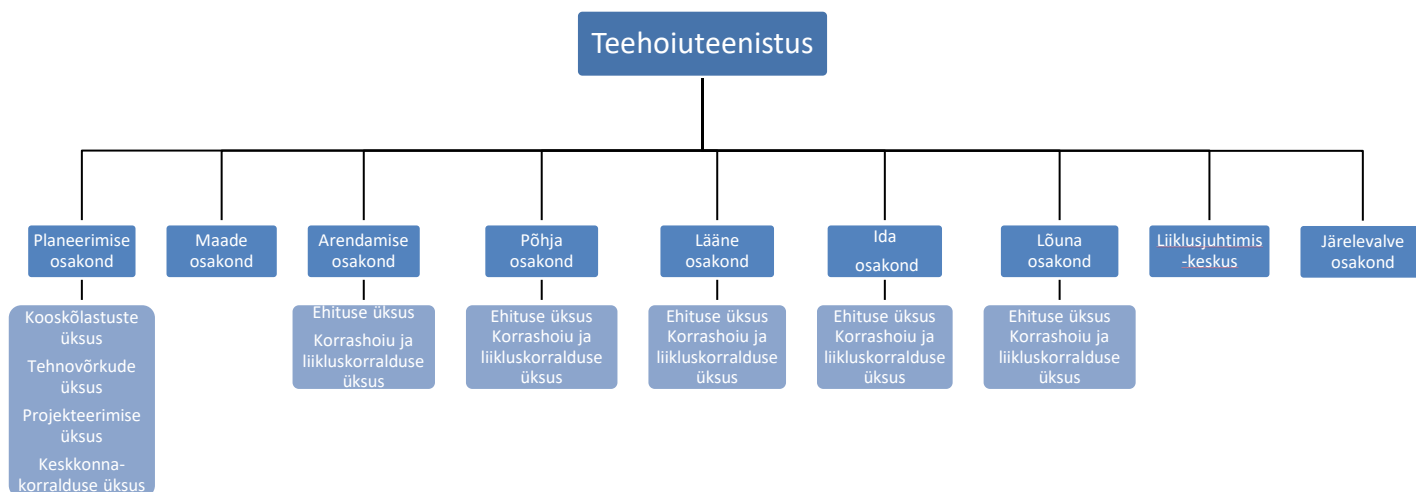 Teehoiuteenistus
Planeerimise
osakond
Maade
osakond
Arendamise
osakond
Põhja
osakond
Lääne
osakond
Ida
osakond
Lõuna
osakond
Liiklusjuhtimis
-keskus
Järelevalve
osakond
Kooskõlastuste
üksus
Tehnovõrkude
üksus
Projekteerimise
üksus
Keskkonna-
korralduse üksus
Ehituse üksus
Korrashoiu ja
liikluskorralduse
üksus
Ehituse üksus
Korrashoiu ja
liikluskorralduse
üksus
Ehituse üksus
Korrashoiu ja
liikluskorralduse
üksus
Ehituse üksus
Korrashoiu ja
liikluskorralduse
üksus
Ehituse üksus
Korrashoiu ja
liikluskorralduse
üksus